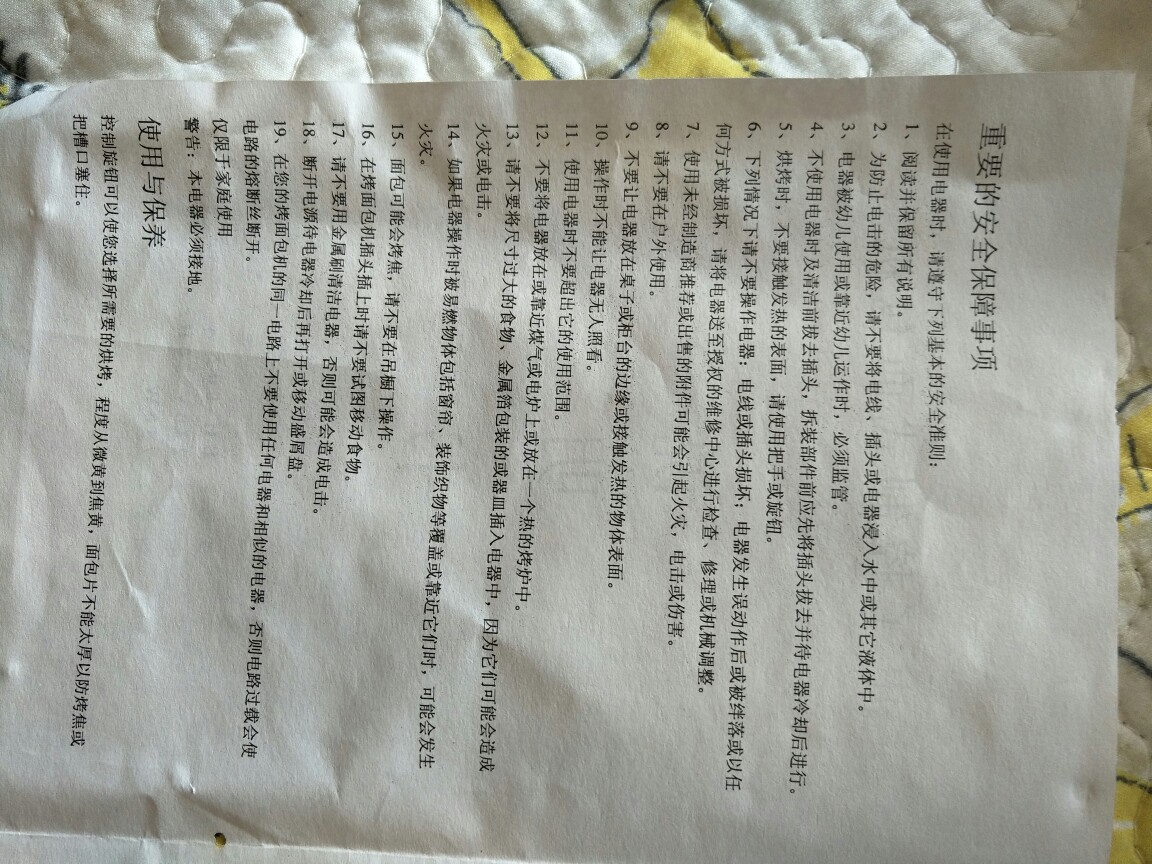 重要的安全保障事项
在使用电器时，请遵守下列基本的安全准则：
1、阅读并保留所有说明。
2、为防止电击的危险，请不要将电线、插头或电器浸入水中或其它液体中。
3、电器被幼儿使用或靠近幼儿运作时，必须监管。
4、不使用电器时及清洁前拔去插头，拆装部件前应先将插头拔去并待电器冷却后进行。
5、烘烤时，不要接触发热的表面，请使用把手或旋钮。
6、下列情况下请不要操作电器：电线或插头损坏；电器发生误动作后或被绊落或以任
何方式被损坏，请将电器送至授权的维修中心进行检查、修理或机械调整。
7、使用未经制造商推荐或出售的附件可能会引起火灾，电击或伤害。
8、请不要在户外使用。
9、不要让电器放在桌子或柜台的边缘或接触发热的物体表面。
10、操作时不能让电器无人照看。
11、使用电器时不要超出它的使用范围。
12、不要将电器放在或靠近煤气或电炉上或放在一个热的烤炉中。
13、请不要将尺寸过大的食物、金属箔包装的或器皿插入电器中，因为它们可能会造成
火灾或电击。
14、如果电器操作时被易燃物体包括窗帘、装饰织物等覆盖或靠近它们时，可能会发生
火灾。
15、面包可能会烤焦，请不要在吊橱下操作。
16、在烤面包机插头插上时请不要试图移动食物。
17、请不要用金属刷清洁电器，否则可能会造成电击。
18、断开电源待电器冷却后再打开或移动盛屑盘。
19、在您的烤面包机的同一电路上不要使用任何电器和相似的电器，否则电路过载会使
电路的熔断丝断开。
仅限于家庭使用
警告：本电器必须接地。
使用与保养
控制旋钮可以使您选择所需要的烘烤，程度从微黄到焦黄，面包片不能太厚以防烤焦或
把槽口塞住。